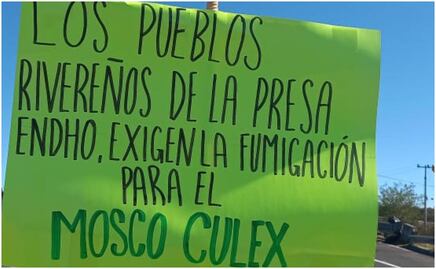 LOS PUEBLOS
RIVEREÑOS DE LA PRESA
ENDHO, EXIGEN LA FUMIGACIÓN
PARA EL
MOSCO CULEX